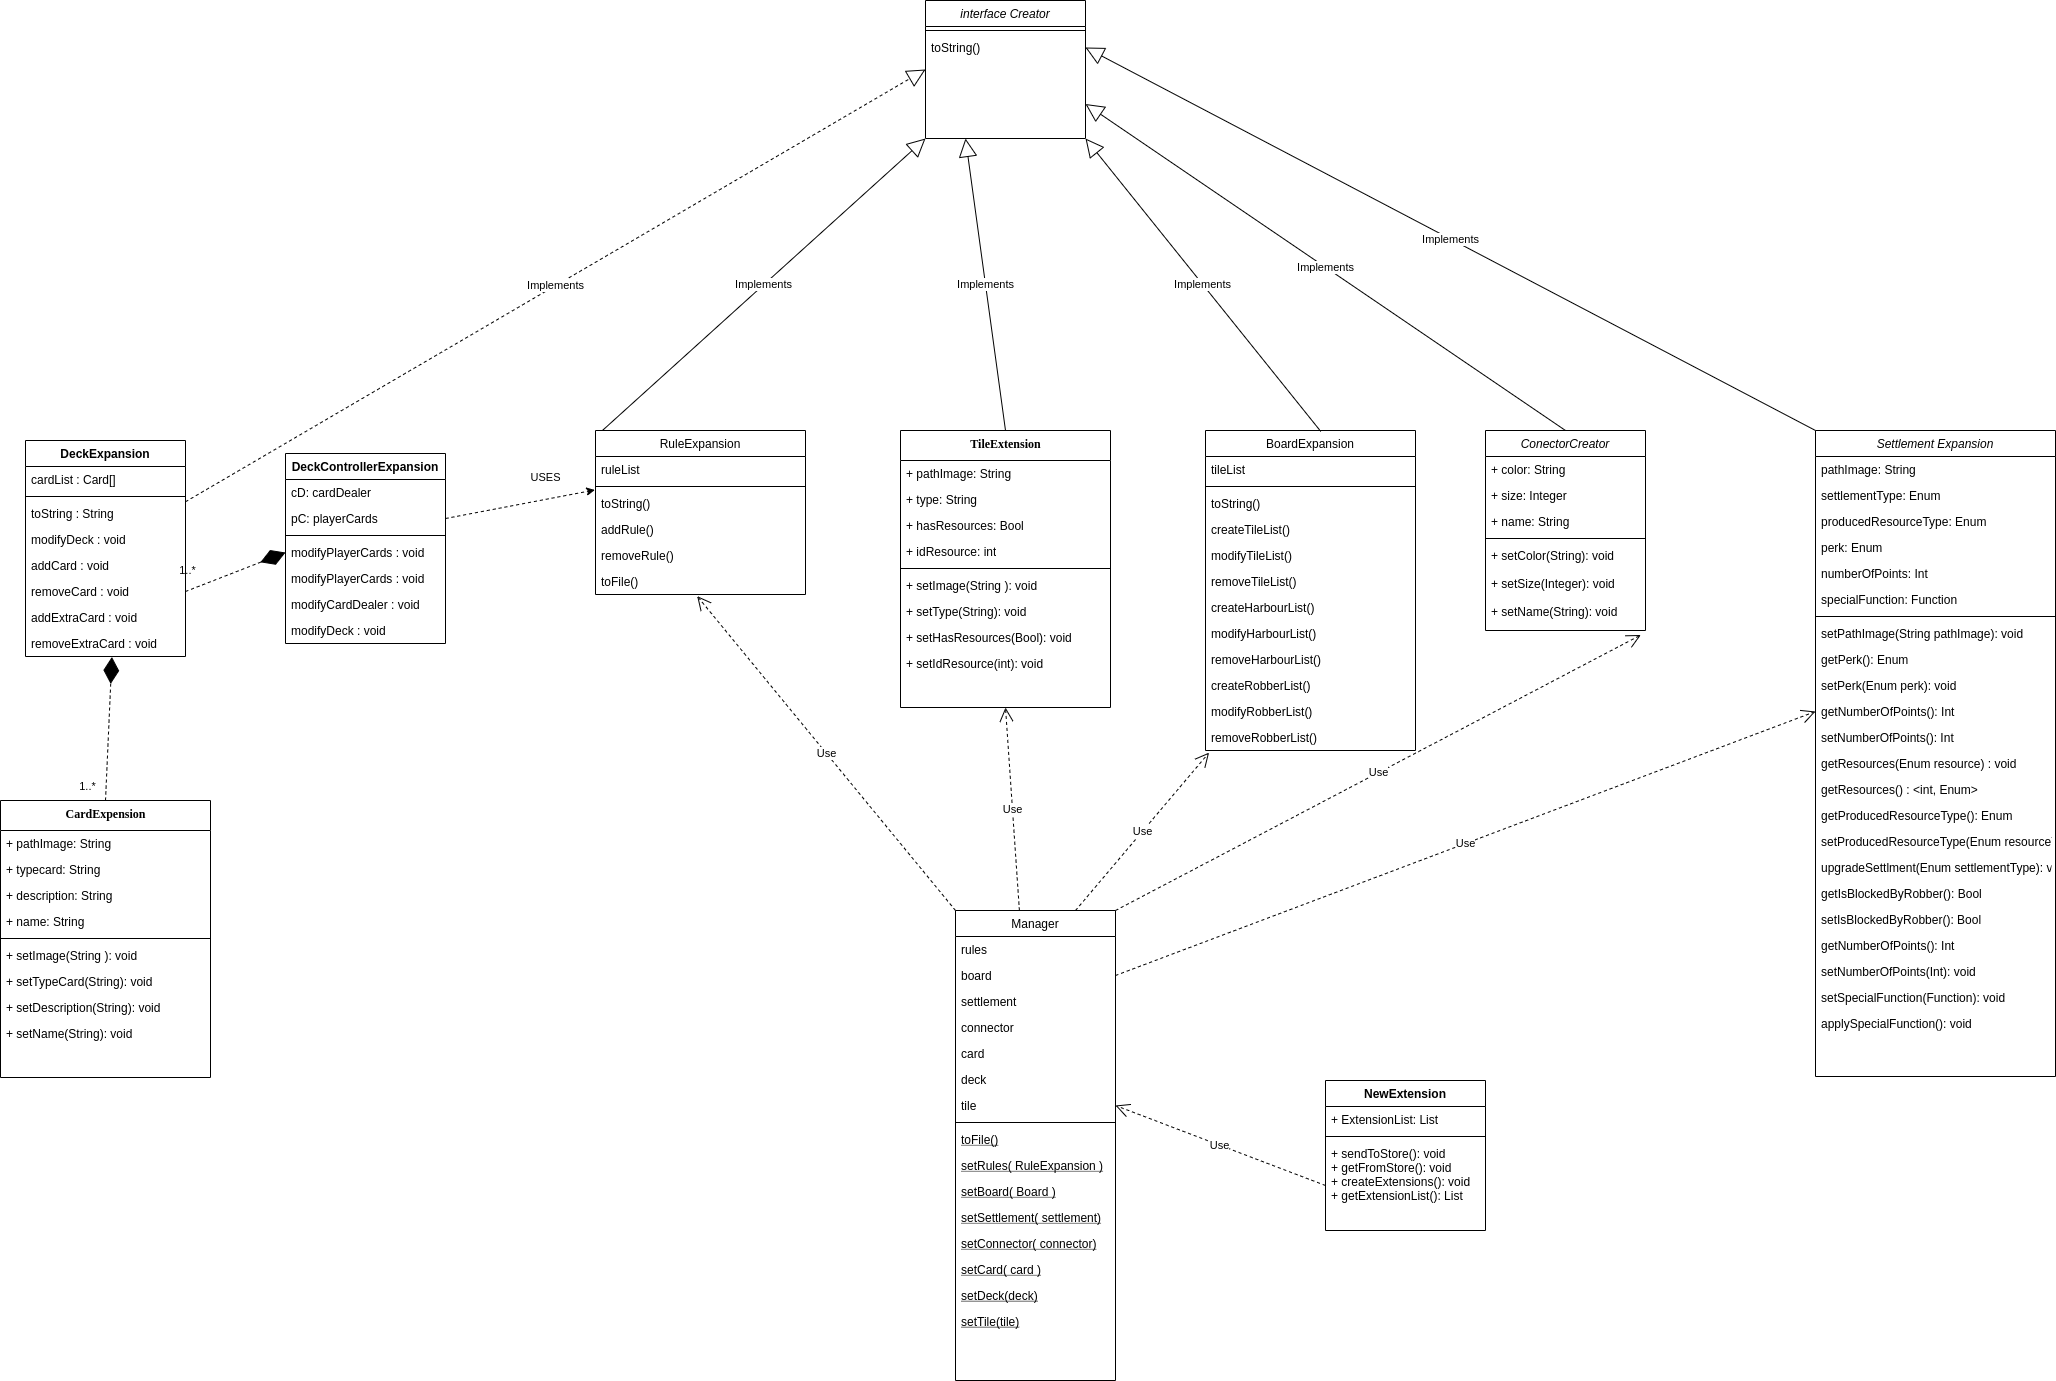 interface Creator
toString()
Implements
Implements
Implements
Implements
Implements
Implements
DeckExpansion
cardList : Card[]
toString : String
modifyDeck : void
addCard : void
removeCard : void
addExtraCard : void
removeExtraCard : void
1..*
DeckControllerExpansion
cD: cardDealer
pC: playerCards
modifyPlayerCards : void
modifyPlayerCards : void
modifyCardDealer : void
modifyDeck : void
USES
RuleExpansion
ruleList
toString()
addRule()
removeRule()
toFile()
TileExtension
+ pathImage: String
+ type: String
+ hasResources: Bool
+ idResource: int
+ setImage(String ): void
+ setType(String): void
+ setHasResources(Bool): void
+ setIdResource(int): void
BoardExpansion
tileList
toString()
createTileList()
modifyTileList()
removeTileList()
createHarbourList()
modifyHarbourList()
removeHarbourList()
createRobberList()
modifyRobberList()
removeRobberList()
ConectorCreator
+ color: String
+ size: Integer
+ name: String
+ setColor(String): void
+ setSize(Integer): void
+ setName(String): void
Settlement Expansion
pathImage: String
settlementType: Enum
producedResourceType: Enum
perk: Enum
numberOfPoints: Int
specialFunction: Function
setPathImage(String pathImage): void
getPerk(): Enum
setPerk(Enum perk): void
getNumberOfPoints(): Int
setNumberOfPoints(): Int
getResources(Enum resource) : void
getResources() : <int, Enum>
getProducedResourceType(): Enum
setProducedResourceType(Enum resource
upgradeSettlment(Enum settlementType): v
getIsBlockedByRobber(): Bool
setIsBlockedByRobber(): Bool
getNumberOfPoints(): Int
setNumberOfPoints(Int): void
setSpecialFunction(Function): void
applySpecialFunction(): void
1..*
CardExpension
+ pathImage: String
+ typecard: String
+ description: String
+ name: String
+ setImage(String ): void
+ setTypeCard(String): void
+ setDescription(String): void
+ setName(String): void
Use
Use
Use
Use
Use
Manager
rules
board
settlement
connector
card
deck
tile
toFile()
setRules( RuleExpansion )
setBoard( Board )
setSettlement( settlement)
setConnector( connector)
setCard( card )
setDeck(deck)
setTile(tile)
Use
NewExtension
+ ExtensionList: List
+ sendToStore(): void
+ getFromStore(): void
+ createExtensions(): void
+ getExtensionList(): List